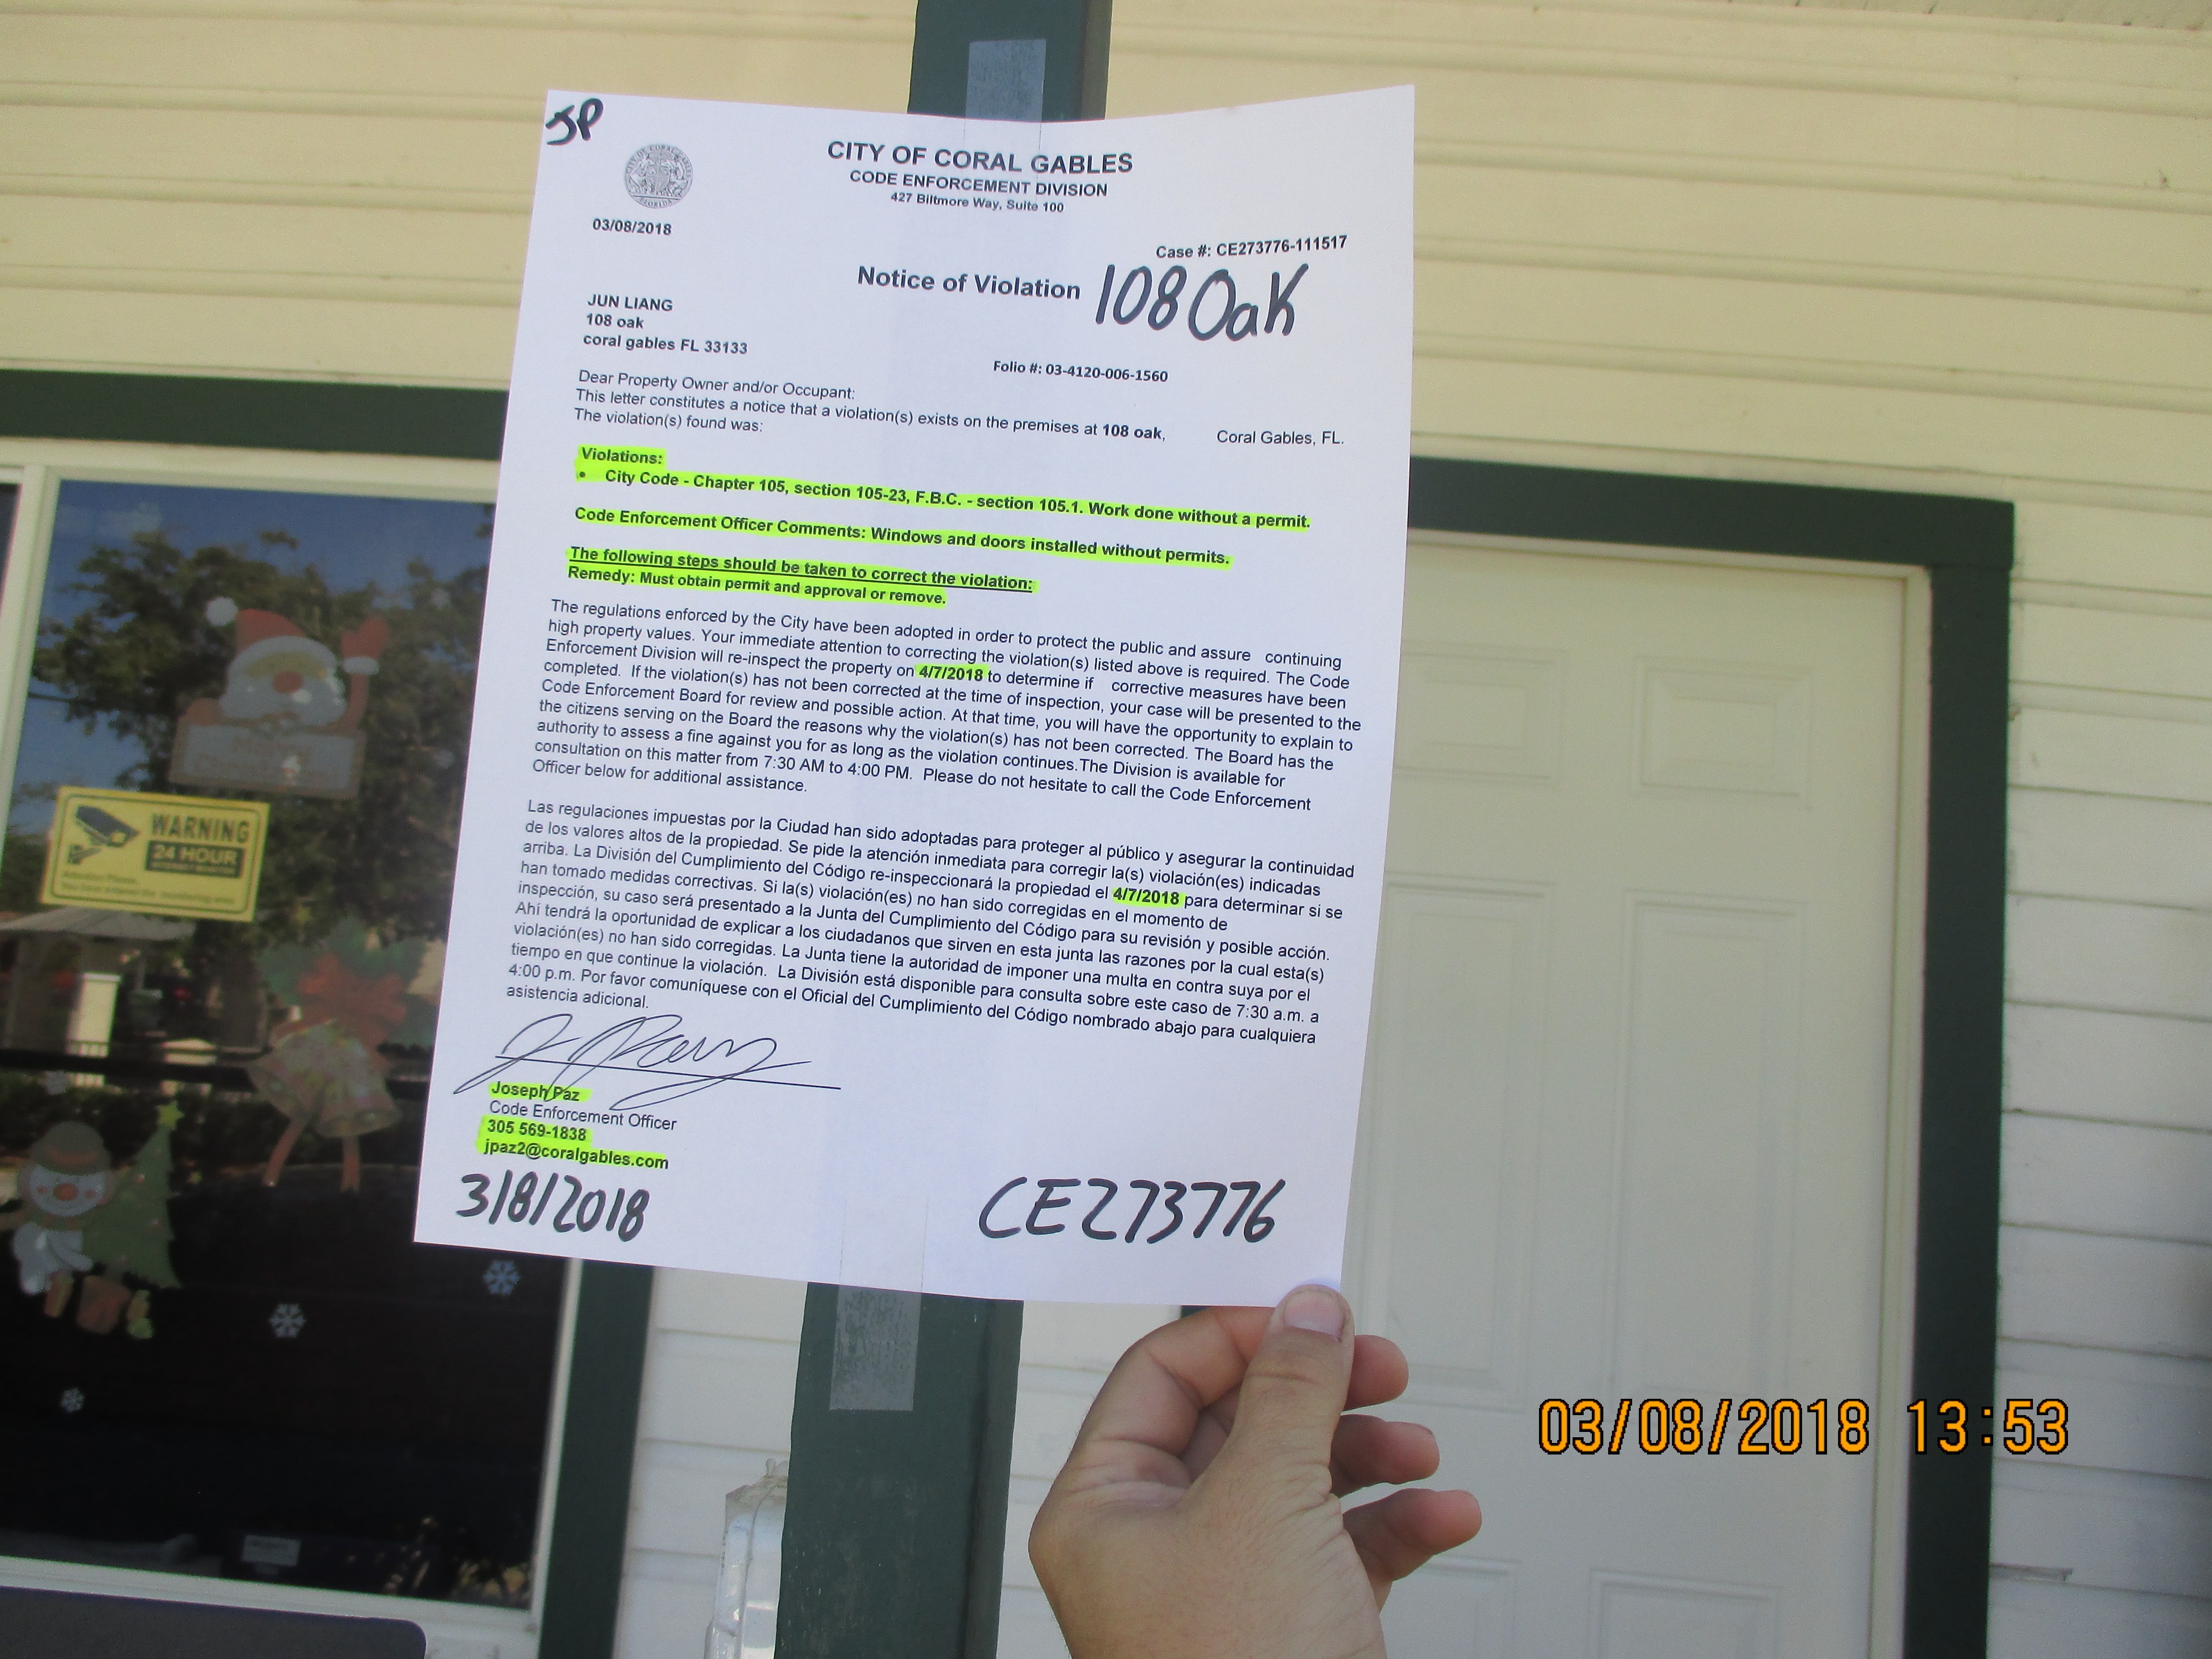 JP
CITY OF CORAL GABLES
CODE ENFORCEMENT DIVISION
427 Biltmore Way, Suite 100
03/08/2018
Case #: CE273776-111517
Notice of Violation 108 Oak
JUN LIANG
108 oak
coral gables FL 33133
Folio #: 03-4120-006-1560
Dear Property Owner and/or Occupant:
This letter constitutes a notice that a violation(s) exists on the premises at 108 oak, Coral Gables, FL.
The violation(s) found was:
Violations:
• City Code - Chapter 105, section 105-23, F.B.C. - section 105.1. Work done without a permit.
Code Enforcement Officer Comments: Windows and doors installed without permits.
The following steps should be taken to correct the violation:
Remedy: Must obtain permit and approval or remove.
The regulations enforced by the City have been adopted in order to protect the public and assure continuing
high property values. Your immediate attention to correcting the violation(s) listed above is required. The Code
Enforcement Division will re-inspect the property on 4/7/2018 to determine if corrective measures have been
completed. If the violation(s) has not been corrected at the time of inspection, your case will be presented to the
Code Enforcement Board for review and possible action. At that time, you will have the opportunity to explain to
the citizens serving on the Board the reasons why the violation(s) has not been corrected. The Board has the
authority to assess a fine against you for as long as the violation continues.The Division is available for
consultation on this matter from 7:30 AM to 4:00 PM. Please do not hesitate to call the Code Enforcement
Officer below for additional assistance.
Las regulaciones impuestas por la Ciudad han sido adoptadas para proteger al público y asegurar la continuidad
de los valores altos de la propiedad. Se pide la atención inmediata para corregir la(s) violación(es) indicadas
arriba. La División del Cumplimiento del Código re-inspeccionará la propiedad el 4/7/2018 para determinar si se
han tomado medidas correctivas. Si la(s) violación(es) no han sido corregidas en el momento de
inspección, su caso será presentado a la Junta del Cumplimiento del Código para su revisión y posible acción.
Ahí tendrá la oportunidad de explicar a los ciudadanos que sirven en esta junta las razones por la cual esta(s)
violación(es) no han sido corregidas. La Junta tiene la autoridad de imponer una multa en contra suya por el
tiempo en que continue la violación. La División está disponible para consulta sobre este caso de 7:30 a.m. a
4:00 p.m. Por favor comuníquese con el Oficial del Cumplimiento del Código nombrado abajo para cualquiera
asistencia adicional.
Joseph Paz
Code Enforcement Officer
305 569-1838
jpaz2@coralgables.com
3/8/2018
CE273776
WARNING
24 HOUR
03/08/2018 13:53